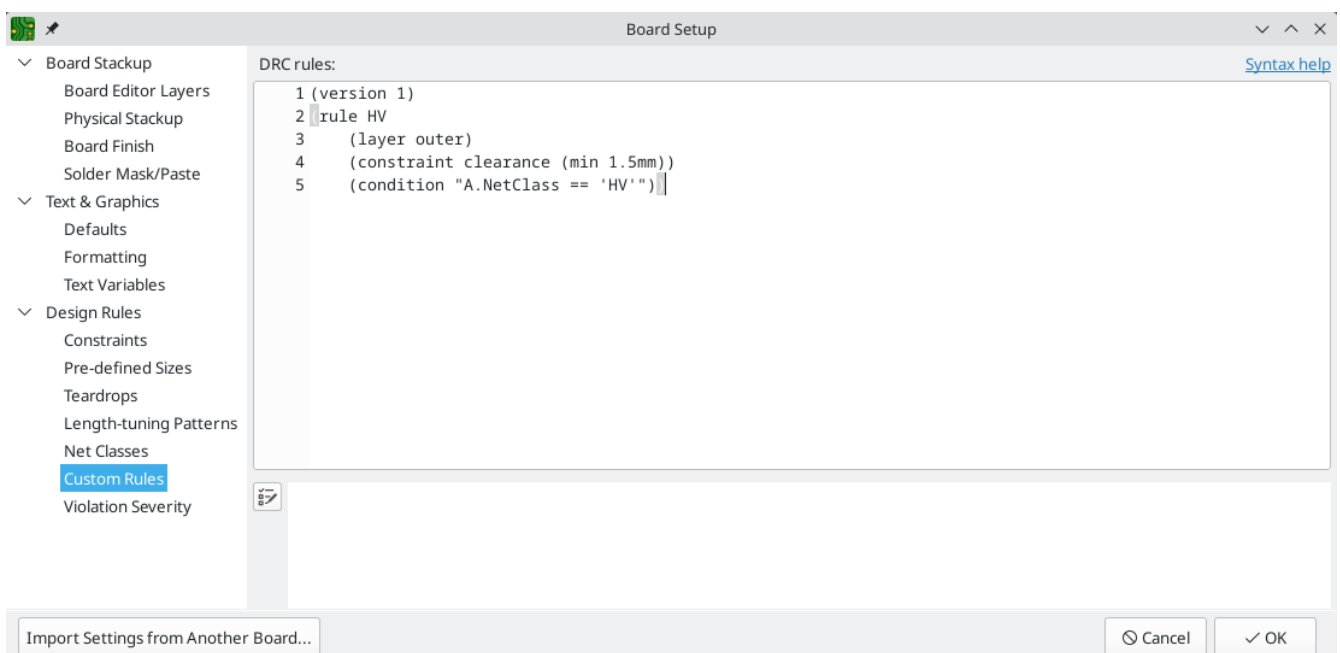 Board Setup
Board Stackup
Board Editor Layers
Physical Stackup
Board Finish
Solder Mask/Paste
Text & Graphics
Defaults
Formatting
Text Variables
Design Rules
Constraints
Pre-defined Sizes
Teardrops
Length-tuning Patterns
Net Classes
Custom Rules
Violation Severity
DRC rules:
Syntax help
1 (version 1)
2 (rule HV
3     (layer outer)
4     (constraint clearance (min 1.5mm))
5     (condition "A.NetClass == 'HV'"))
Import Settings from Another Board...
Cancel
OK